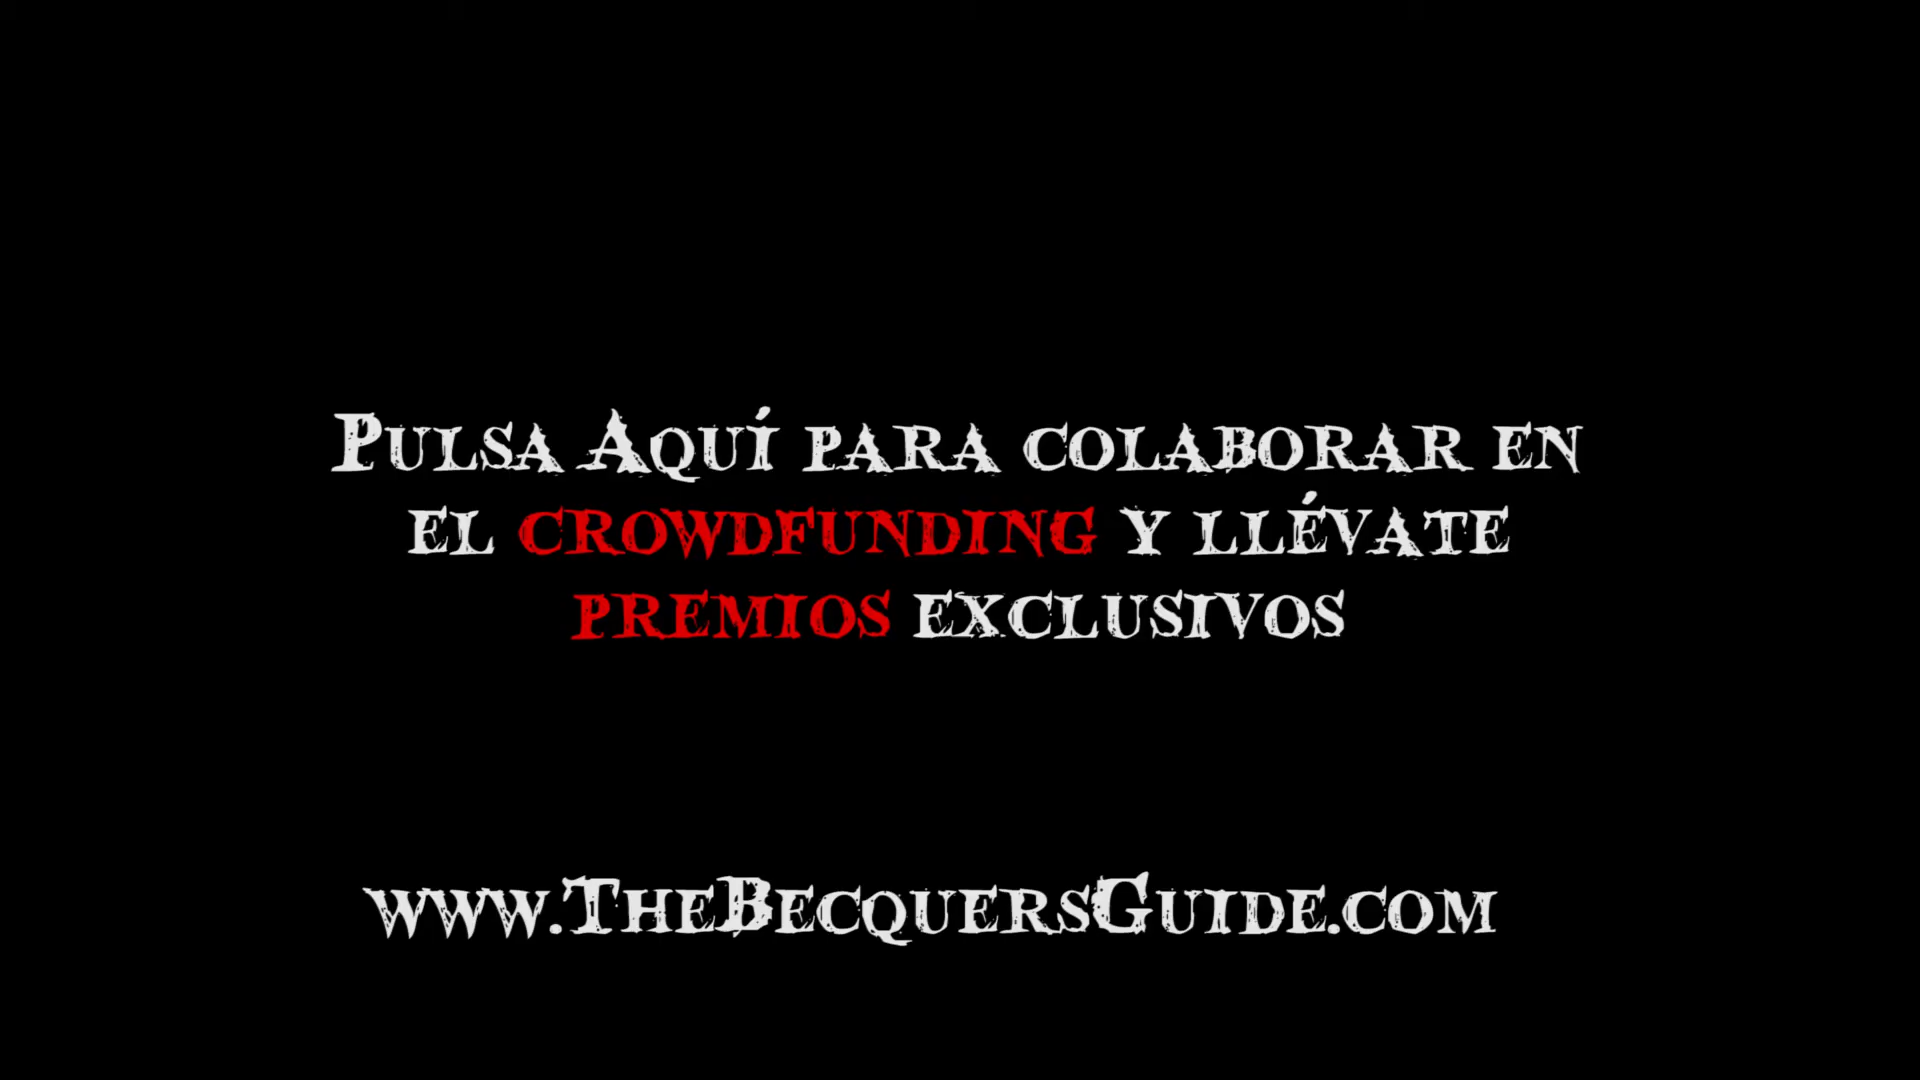 Pulsa Aquí para colaborar en
el crowdfunding y llévate
premios exclusivos
www.TheBecquersGuide.com